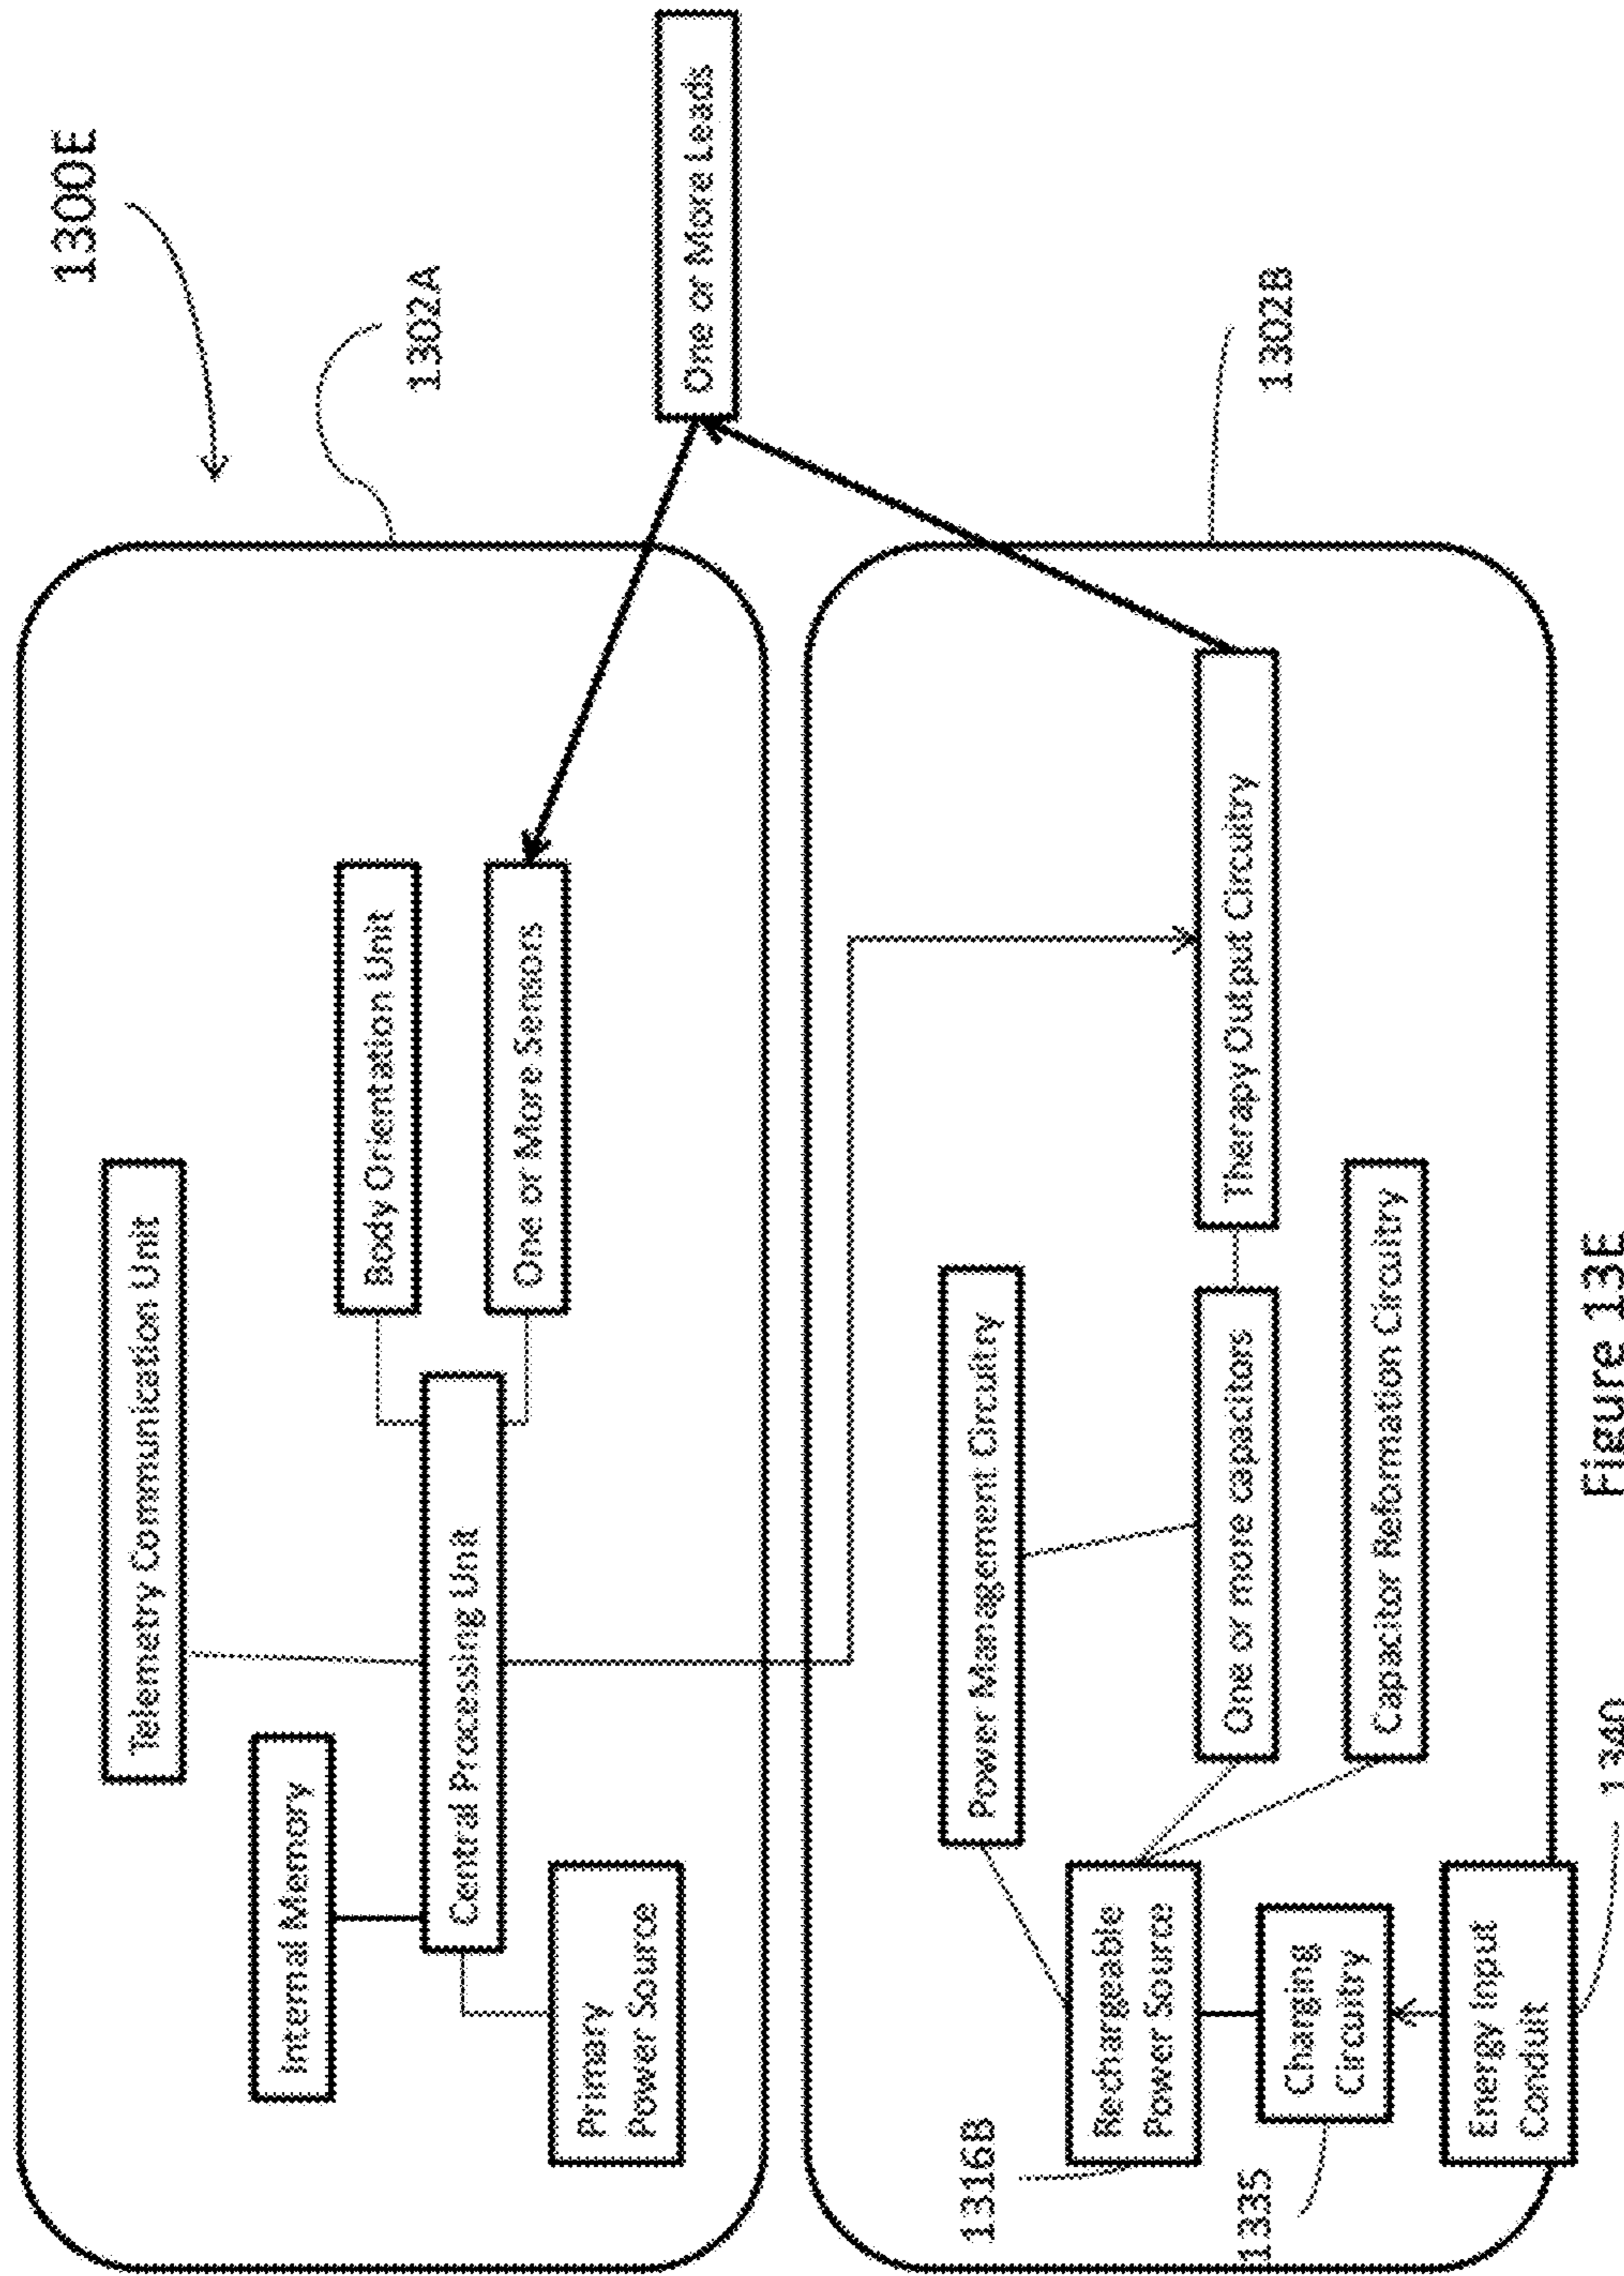 1300E
1302A
Telemetry Communication Unit
Internal Memory
Body Orientation Unit
Central Processing Unit
One or More Sensors
Primary
Power Source
One or More Leads
1302B
Power Management Circuitry
1316B
Rechargeable
Power Source
One or more capacitors
Therapy Output Circuitry
1335
Charging
Circuitry
Capacitor Reformation Circuitry
Energy Input
Conduit
1340
Figure 13E